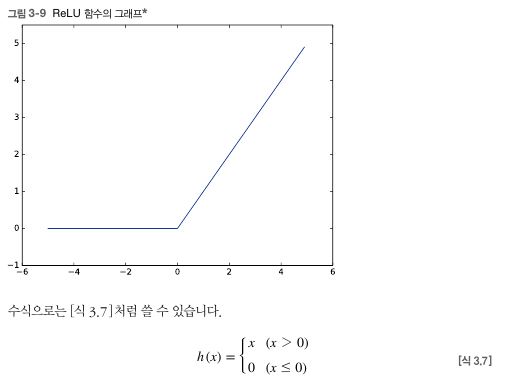 그림 3-9 ReLU 함수의 그래프*
5
4
3
2
1
0
−1
−6 −4 −2 0 2 4 6
수식으로는 [식 3.7]처럼 쓸 수 있습니다.
h(x) = { x (x > 0)
0 (x ≤ 0)
[식 3.7]